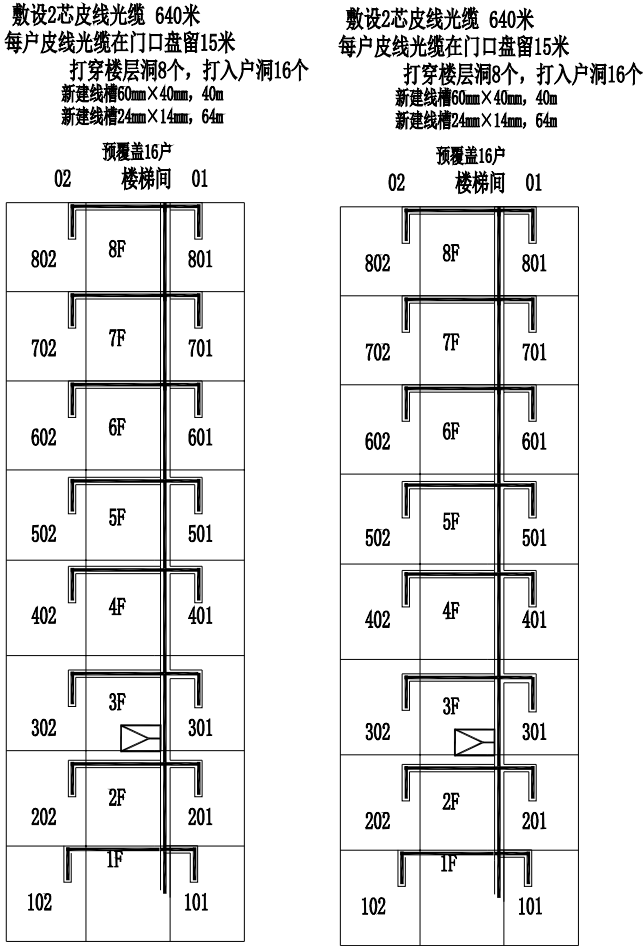 敷设2芯皮线光缆 640米
每户皮线光缆在门口盘留15米
打穿楼层洞8个，打入户洞16个
新建线槽60mm×40mm，40m
新建线槽24mm×14mm，64m
预覆盖16户
02 楼梯间 01
802 8F 801
702 7F 701
602 6F 601
502 5F 501
402 4F 401
302 3F 301
202 2F 201
102 1F 101
敷设2芯皮线光缆 640米
每户皮线光缆在门口盘留15米
打穿楼层洞8个，打入户洞16个
新建线槽60mm×40mm，40m
新建线槽24mm×14mm，64m
预覆盖16户
02 楼梯间 01
802 8F 801
702 7F 701
602 6F 601
502 5F 501
402 4F 401
302 3F 301
202 2F 201
102 1F 101